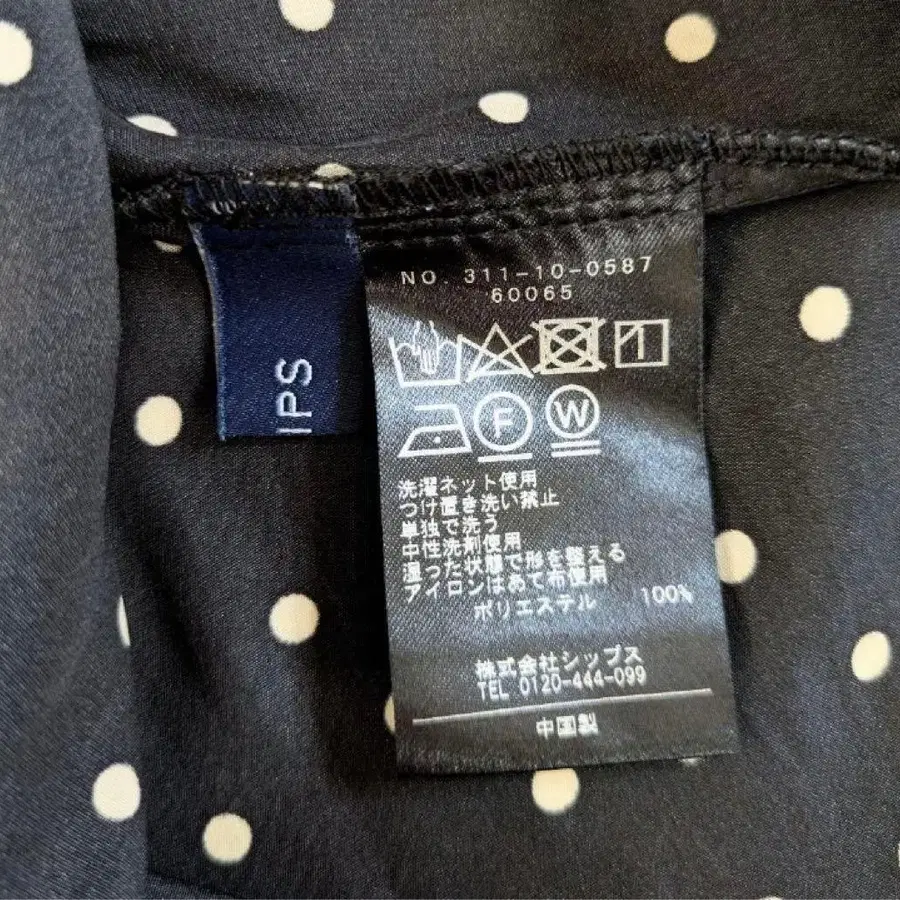 NO. 311-10-0587
60065
F W
洗濯ネット使用
つけ置き洗い禁止
単独で洗う
中性洗剤使用
湿った状態で形を整える
アイロンはあて布使用
ポリエステル 100%
株式会社シップス
TEL 0120-444-099
中国製
IPS